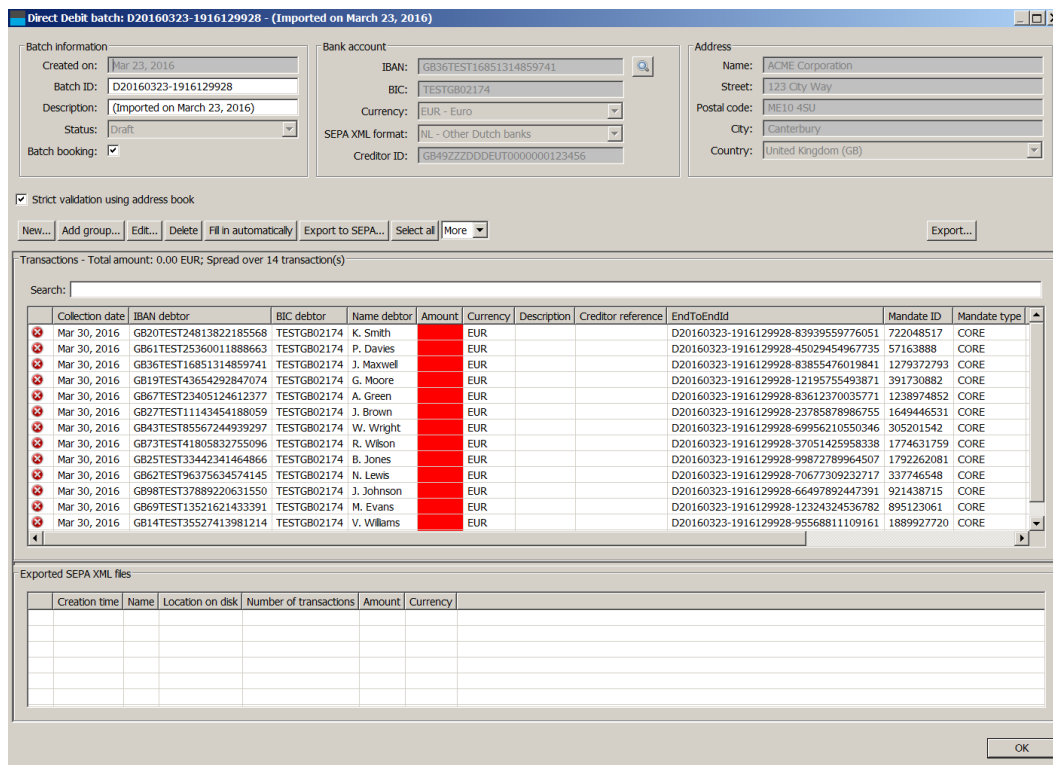 Direct Debit batch: D20160323-1916129928 - (Imported on March 23, 2016)
Batch information
Created on: Mar 23, 2016
Batch ID: D20160323-1916129928
Description: (Imported on March 23, 2016)
Status: Draft
Batch booking:
Bank account
IBAN: GB36TEST16851314859741
BIC: TESTGB02174
Currency: EUR - Euro
SEPA XML format: NL - Other Dutch banks
Creditor ID: GB49ZZZDDDEUT0000000123456
Address
Name: ACME Corporation
Street: 123 City Way
Postal code: ME10 4SU
City: Canterbury
Country: United Kingdom (GB)
Strict validation using address book
New... Add group... Edit... Delete Fill in automatically Export to SEPA... Select all More Export...
Transactions - Total amount: 0.00 EUR; Spread over 14 transaction(s)
Search:
Collection date IBAN debtor BIC debtor Name debtor Amount Currency Description Creditor reference EndToEndId Mandate ID Mandate type
Mar 30, 2016 GB20TEST24813822185568 TESTGB02174 K. Smith EUR D20160323-1916129928-83939559776051 722048517 CORE
Mar 30, 2016 GB61TEST25360011888663 TESTGB02174 P. Davies EUR D20160323-1916129928-45029454967735 57163888 CORE
Mar 30, 2016 GB36TEST16851314859741 TESTGB02174 J. Maxwell EUR D20160323-1916129928-83855476019841 1279372793 CORE
Mar 30, 2016 GB19TEST43654292847074 TESTGB02174 G. Moore EUR D20160323-1916129928-12195755493871 391730882 CORE
Mar 30, 2016 GB67TEST23405124612377 TESTGB02174 A. Green EUR D20160323-1916129928-83612370035771 1238974852 CORE
Mar 30, 2016 GB27TEST11143454188059 TESTGB02174 J. Brown EUR D20160323-1916129928-23785878986755 1649446531 CORE
Mar 30, 2016 GB43TEST85567244939297 TESTGB02174 W. Wright EUR D20160323-1916129928-69956210550346 305201542 CORE
Mar 30, 2016 GB73TEST41805832755096 TESTGB02174 R. Wilson EUR D20160323-1916129928-37051425958338 1774631759 CORE
Mar 30, 2016 GB25TEST33442341464866 TESTGB02174 B. Jones EUR D20160323-1916129928-99872789964507 1792262081 CORE
Mar 30, 2016 GB62TEST96375634574145 TESTGB02174 N. Lewis EUR D20160323-1916129928-70677309232717 337746548 CORE
Mar 30, 2016 GB98TEST37889220631550 TESTGB02174 J. Johnson EUR D20160323-1916129928-66497892447391 921438715 CORE
Mar 30, 2016 GB69TEST13521621433391 TESTGB02174 M. Evans EUR D20160323-1916129928-12324324536782 895123061 CORE
Mar 30, 2016 GB14TEST35527413981214 TESTGB02174 V. Williams EUR D20160323-1916129928-95568811109161 1889927720 CORE
Exported SEPA XML files
Creation time Name Location on disk Number of transactions Amount Currency
OK